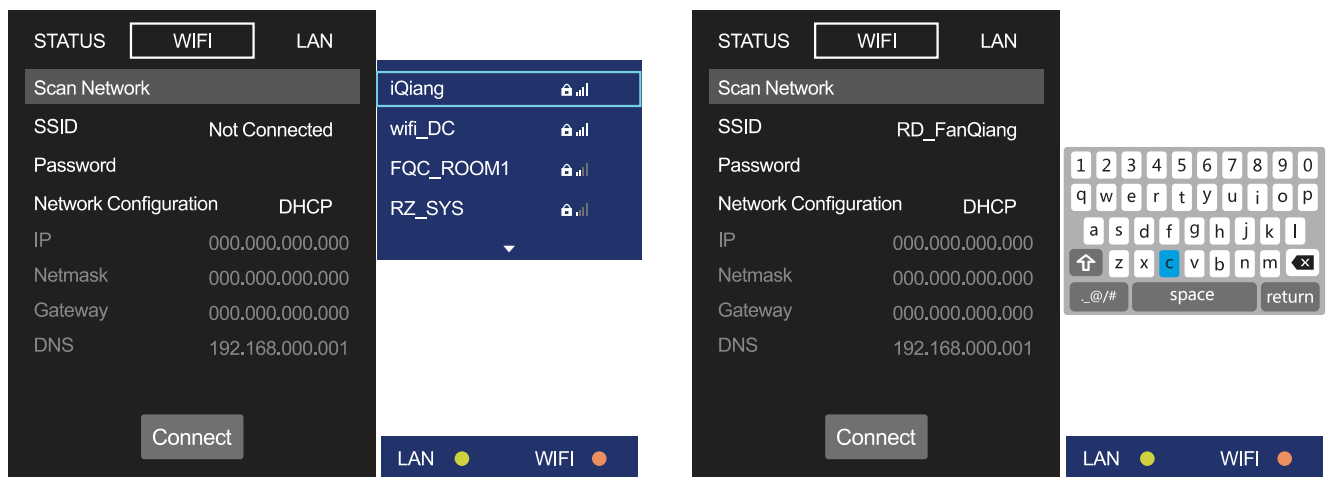 STATUS WIFI LAN
Scan Network
SSID Not Connected
Password
Network Configuration DHCP
IP 000.000.000.000
Netmask 000.000.000.000
Gateway 000.000.000.000
DNS 192.168.000.001
Connect
iQiang
wifi_DC
FQC_ROOM1
RZ_SYS
LAN WIFI
STATUS WIFI LAN
Scan Network
SSID RD_FanQiang
Password
Network Configuration DHCP
IP 000.000.000.000
Netmask 000.000.000.000
Gateway 000.000.000.000
DNS 192.168.000.001
Connect
1 2 3 4 5 6 7 8 9 0
q w e r t y u i o p
a s d f g h j k l
z x c v b n m
._@/# space return
LAN WIFI